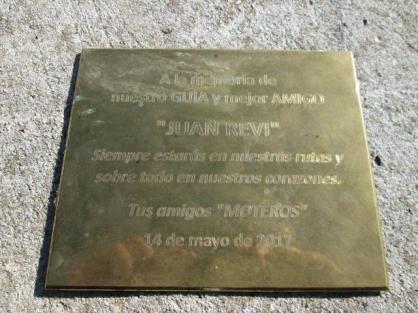 A la memoria de
nuestro GUIA y mejor AMIGO
"JUAN REVI"
Siempre estarás en nuestras rutas y
sobre todo en nuestros corazones.
Tus amigos "MOTEROS"
14 de mayo de 2017